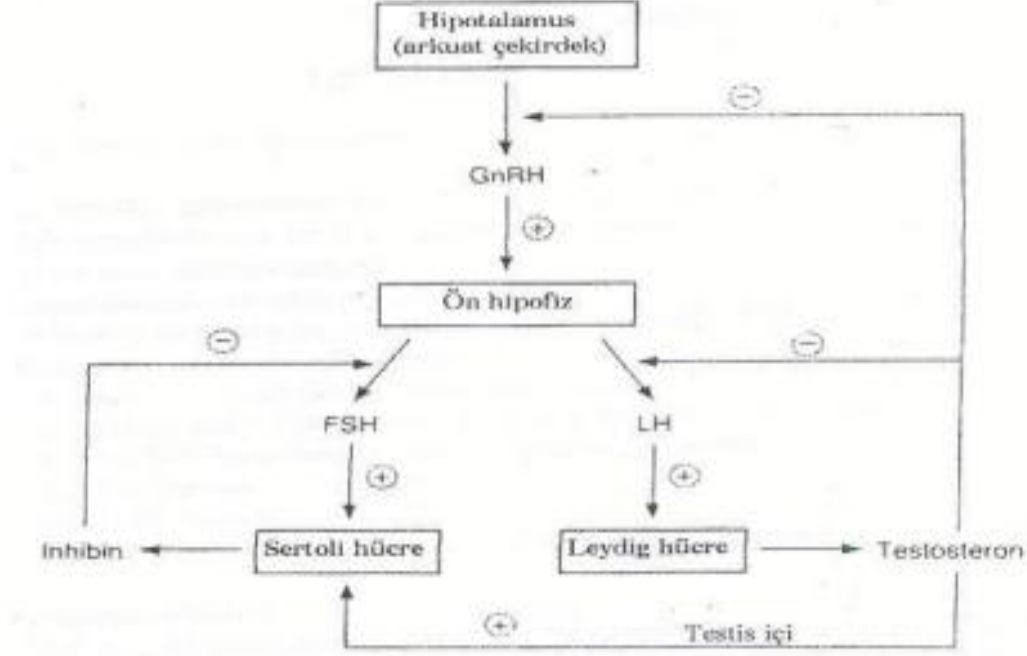 Hipotalamus
(arkuat çekirdek)
−
GnRH
+
Ön hipofiz
− −
FSH LH
+ +
Inhibin Sertoli hücre Leydig hücre Testosteron
+ Testis içi